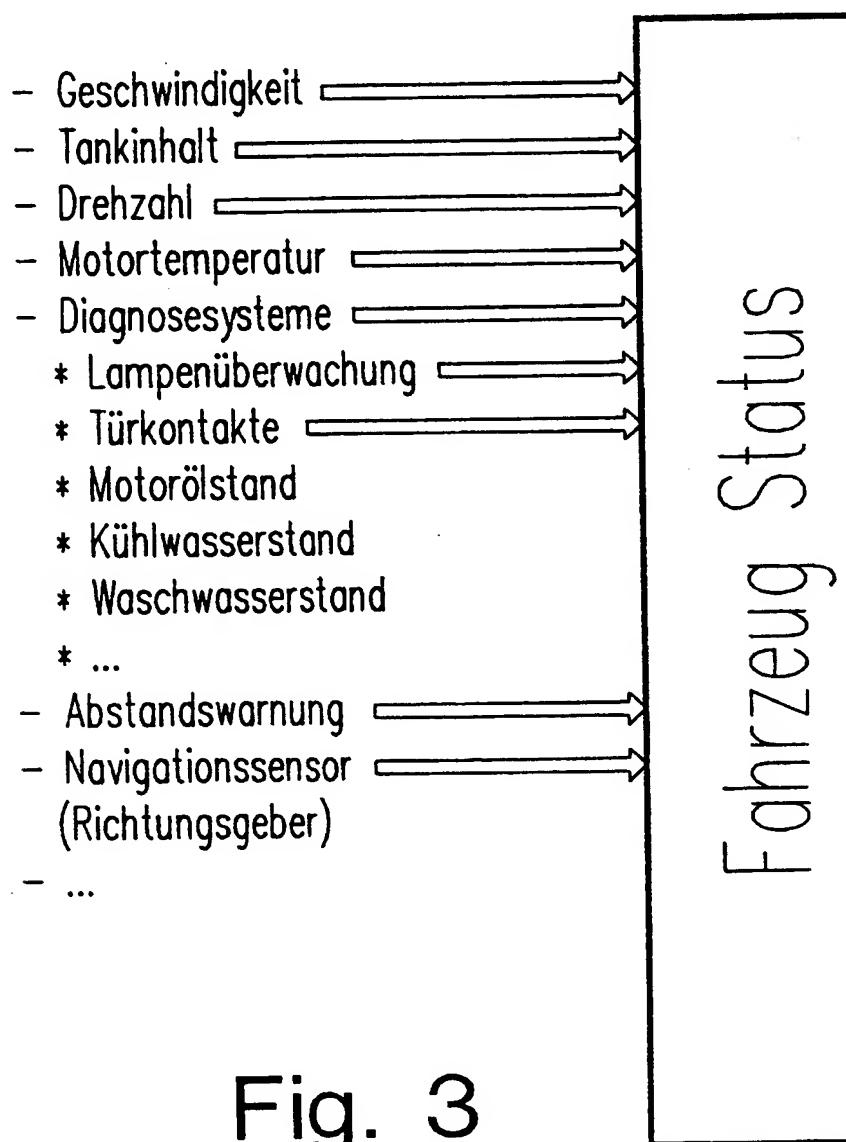 - Geschwindigkeit
- Tankinhalt
- Drehzahl
- Motortemperatur
- Diagnosesysteme
* Lampenüberwachung
* Türkontakte
* Motorölstand
* Kühlwasserstand
* Waschwasserstand
* ...
- Abstandswarnung
- Navigationssensor
(Richtungsgeber)
- ...
Fahrzeug Status
Fig. 3